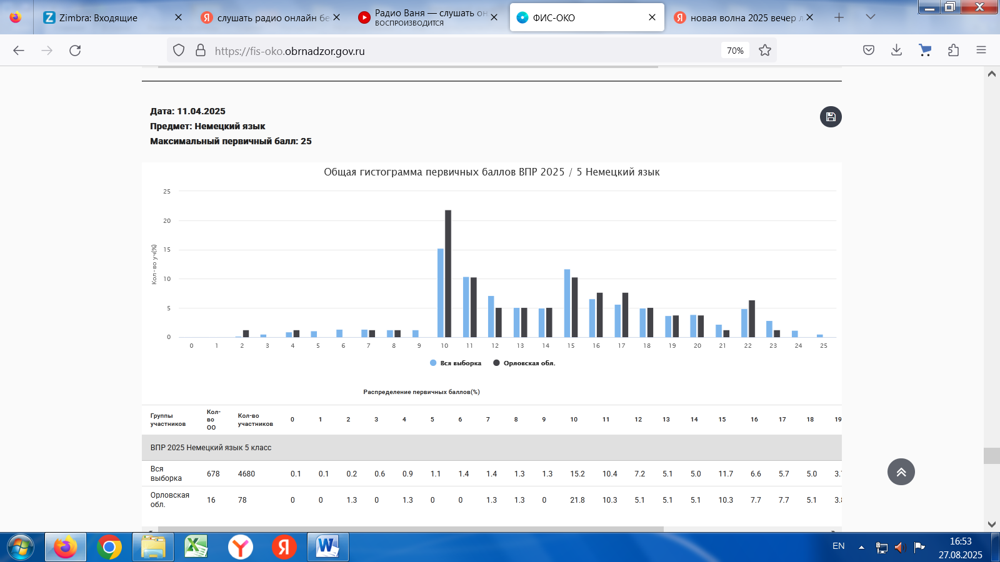 Zimbra: Входящие
слушать радио онлайн бе
Радио Ваня — слушать он
ВОСПРОИЗВОДИТСЯ
ФИС-ОКО
новая волна 2025 вечер л
https://fis-oko.obrnadzor.gov.ru
70%
Дата: 11.04.2025
Предмет: Немецкий язык
Максимальный первичный балл: 25
Общая гистограмма первичных баллов ВПР 2025 / 5 Немецкий язык
Кол-во уч(%)
25
20
15
10
5
0
0 1 2 3 4 5 6 7 8 9 10 11 12 13 14 15 16 17 18 19 20 21 22 23 24 25
Вся выборка Орловская обл.
Распределение первичных баллов(%)
Группы участников Кол-во ОО Кол-во участников 0 1 2 3 4 5 6 7 8 9 10 11 12 13 14 15 16 17 18 19
ВПР 2025 Немецкий язык 5 класс
Вся выборка 678 4680 0.1 0.1 0.2 0.6 0.9 1.1 1.4 1.4 1.3 1.3 15.2 10.4 7.2 5.1 5.0 11.7 6.6 5.7 5.0 3.
Орловская обл. 16 78 0 0 1.3 0 1.3 0 0 1.3 1.3 0 21.8 10.3 5.1 5.1 5.1 10.3 7.7 7.7 5.1 3.8
EN
16:53
27.08.2025